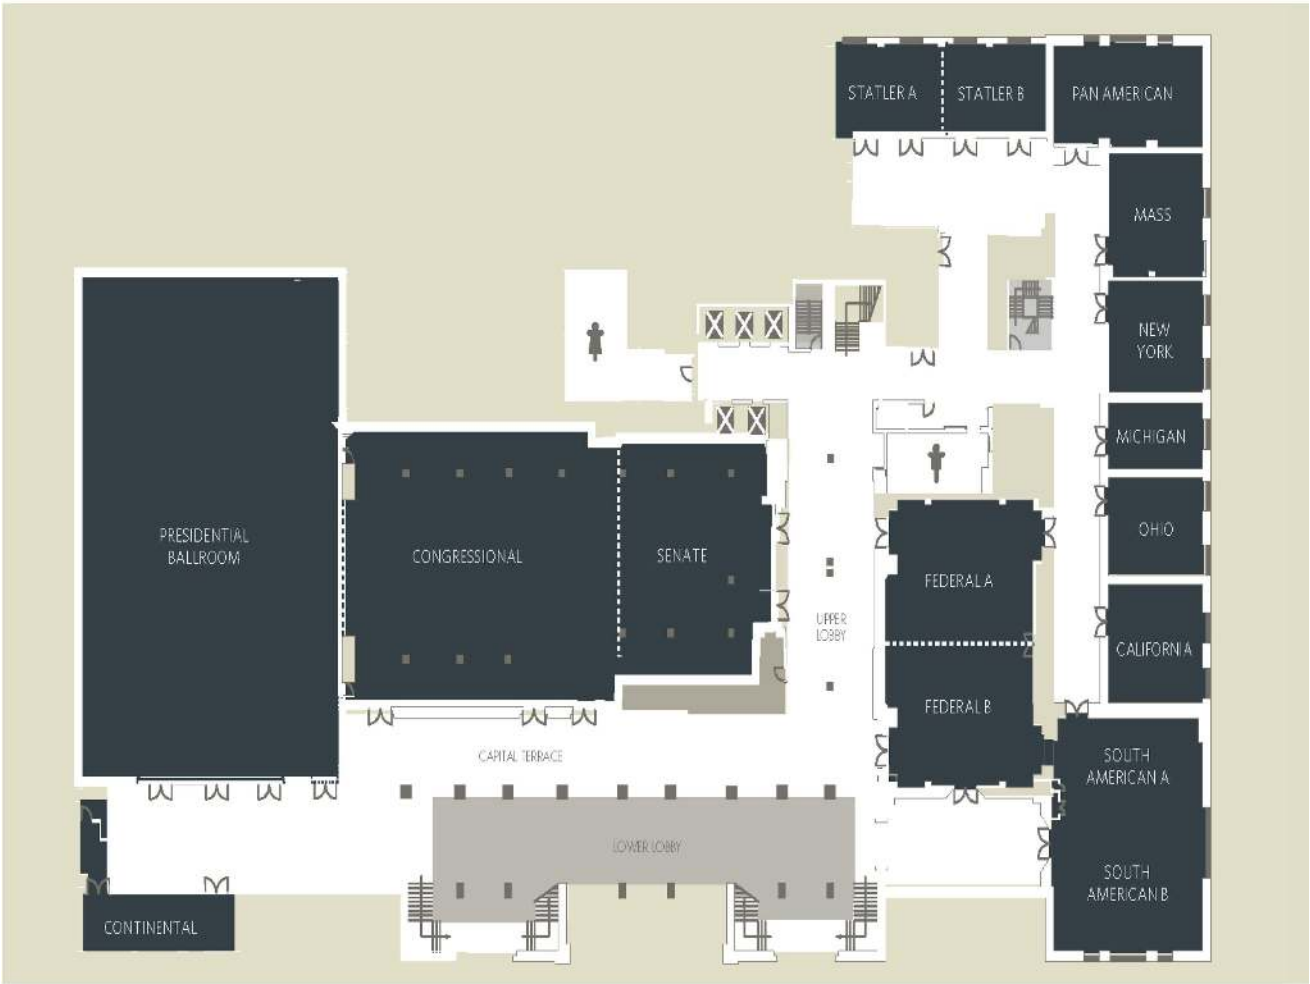 STATLER A
STATLER B
PAN AMERICAN
MASS
NEW
YORK
MICHIGAN
OHIO
PRESIDENTIAL
BALLROOM
CONGRESSIONAL
SENATE
FEDERAL A
UPPER
LOBBY
CALIFORNIA
FEDERAL B
CAPITAL TERRACE
SOUTH
AMERICAN A
LOWER LOBBY
SOUTH
AMERICAN B
CONTINENTAL